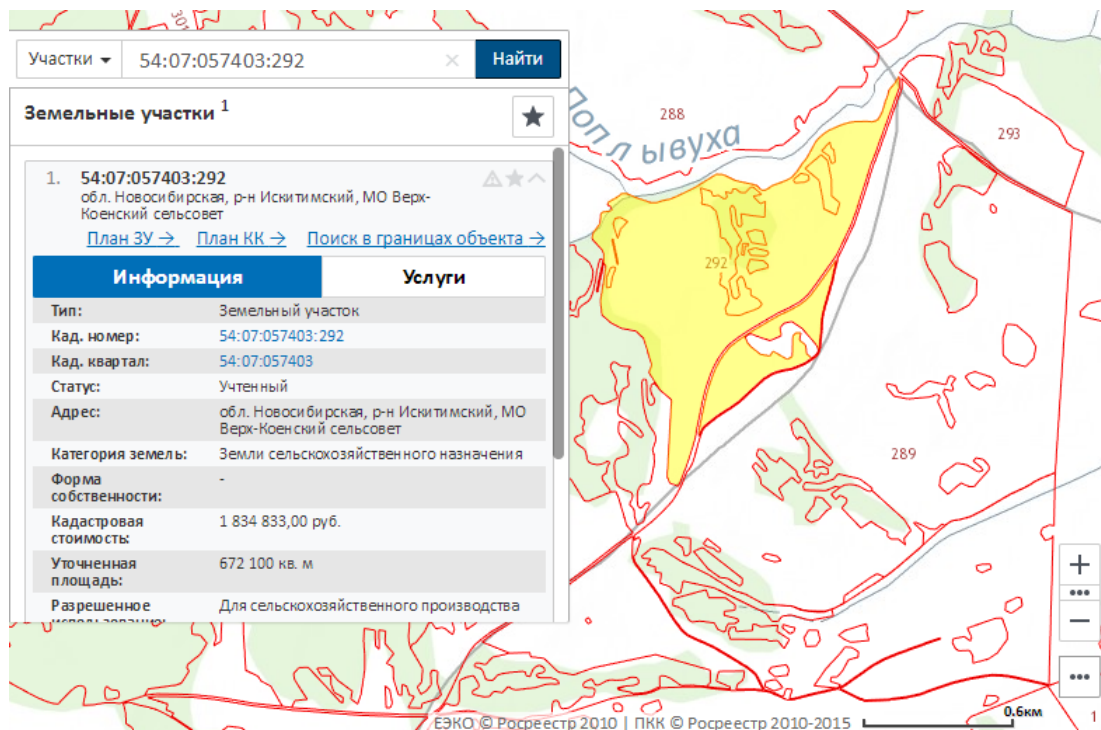 301
Участки
54:07:057403:292
×
Найти
Земельные участки 1
1. 54:07:057403:292
обл. Новосибирская, р-н Искитимский, МО Верх-
Коенский сельсовет
План ЗУ → План КК → Поиск в границах объекта →
Информация Услуги
Тип: Земельный участок
Кад. номер: 54:07:057403:292
Кад. квартал: 54:07:057403
Статус: Учтенный
Адрес: обл. Новосибирская, р-н Искитимский, МО
Верх-Коенский сельсовет
Категория земель: Земли сельскохозяйственного назначения
Форма
собственности: -
Кадастровая
стоимость: 1 834 833,00 руб.
Уточненная
площадь: 672 100 кв. м
Разрешенное
использование: Для сельскохозяйственного производства
Поплывуха
288
293
292
289
+
−
0.6км
1
ЕЭКО © Росреестр 2010 | ПКК © Росреестр 2010-2015